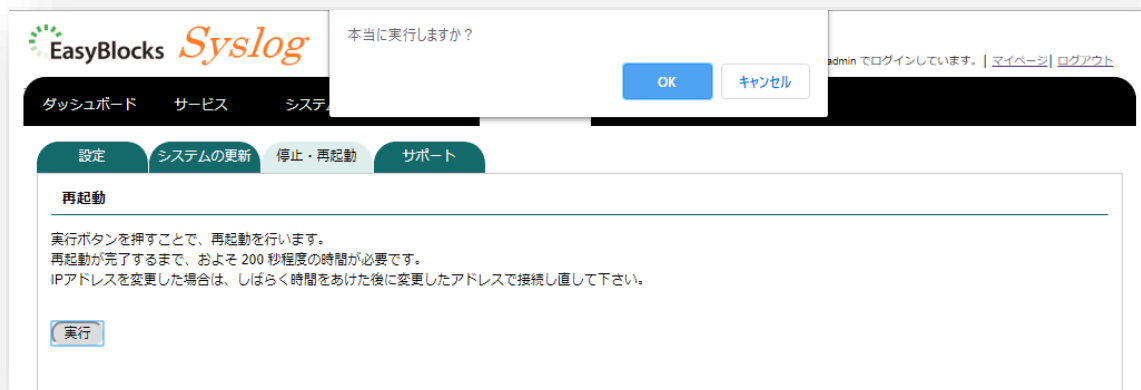 EasyBlocks Syslog
本当に実行しますか？
OK
キャンセル
admin でログインしています。| マイページ| ログアウト
ダッシュボード サービス システム
設定 システムの更新 停止・再起動 サポート
再起動
実行ボタンを押すことで、再起動を行います。
再起動が完了するまで、およそ 200 秒程度の時間が必要です。
IPアドレスを変更した場合は、しばらく時間をあけた後に変更したアドレスで接続し直して下さい。
実行